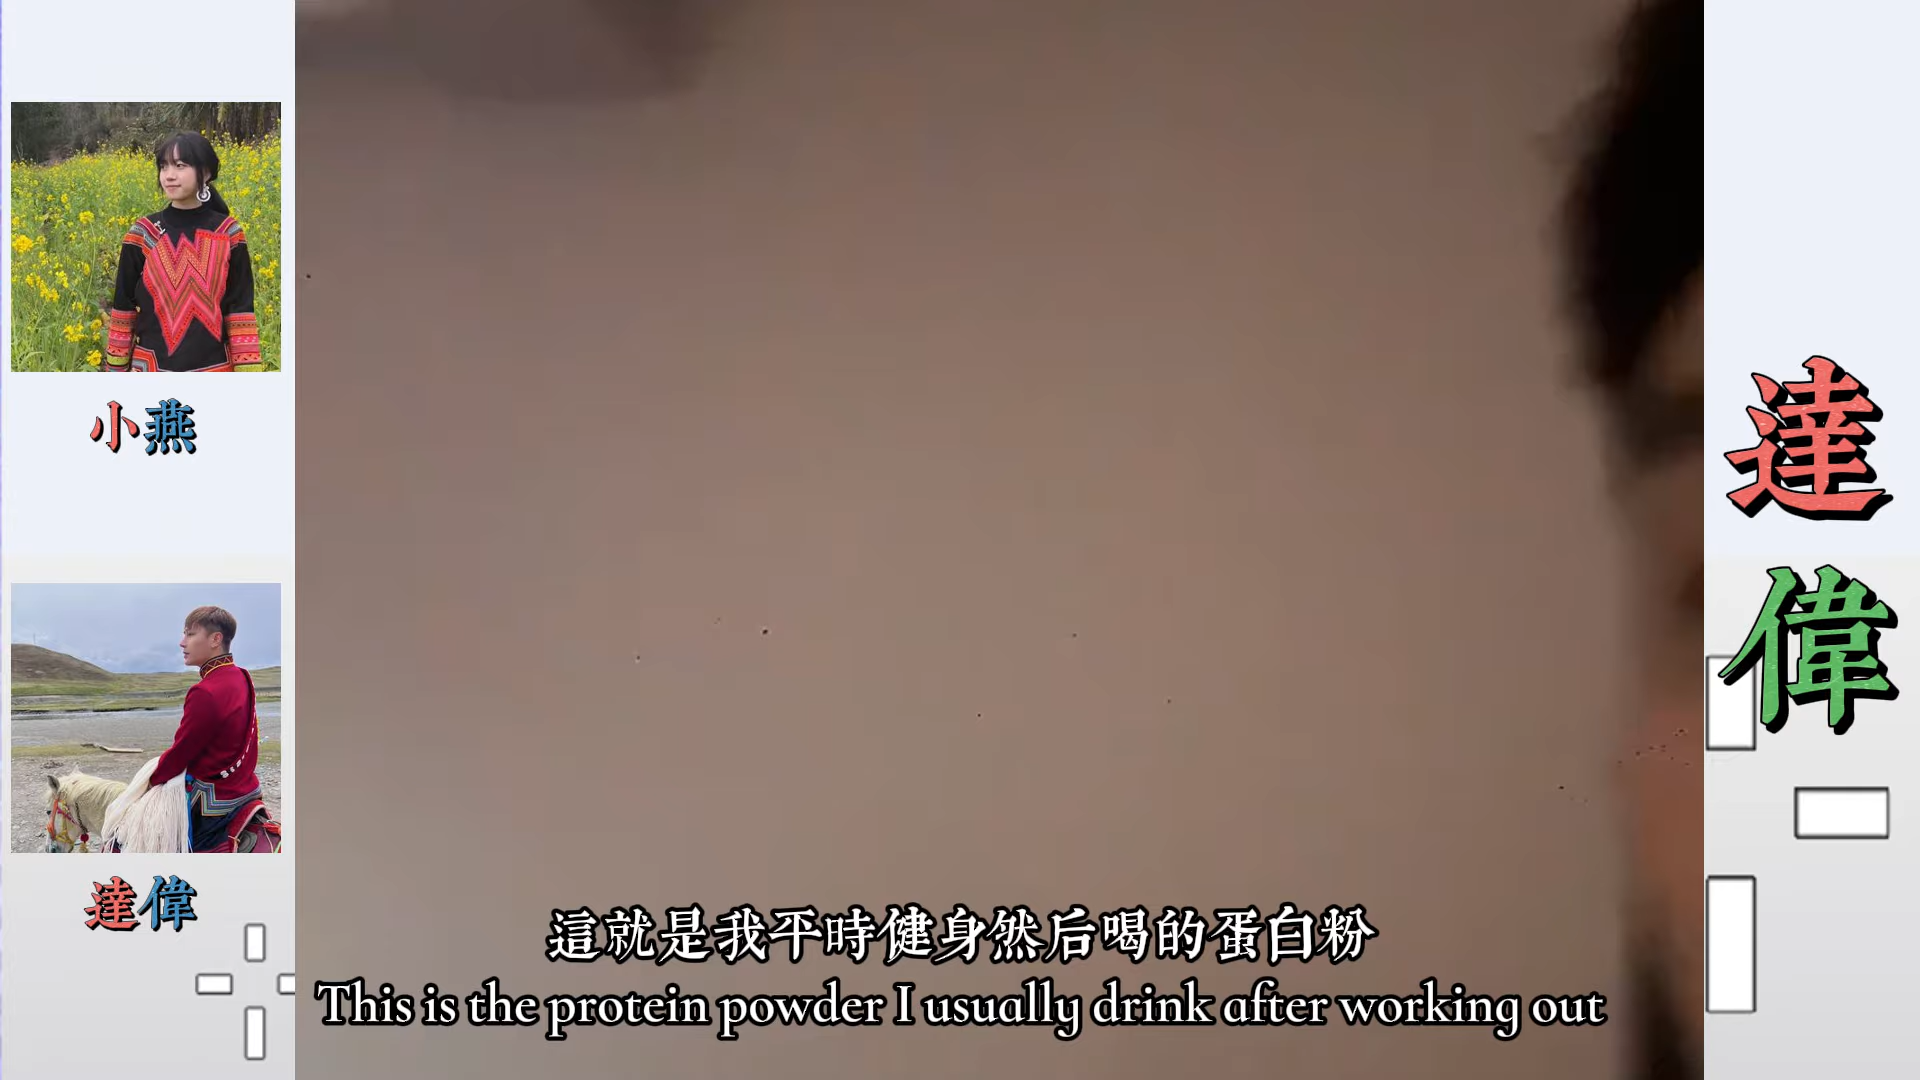 小燕
達偉
達偉
這就是我平時健身然后喝的蛋白粉
This is the protein powder I usually drink after working out